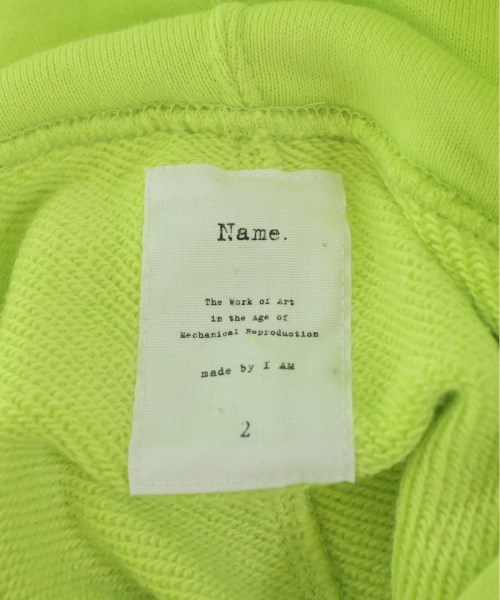 Name.
The Work of Art
in the Age of
Mechanical Reproduction
made by I AM
2